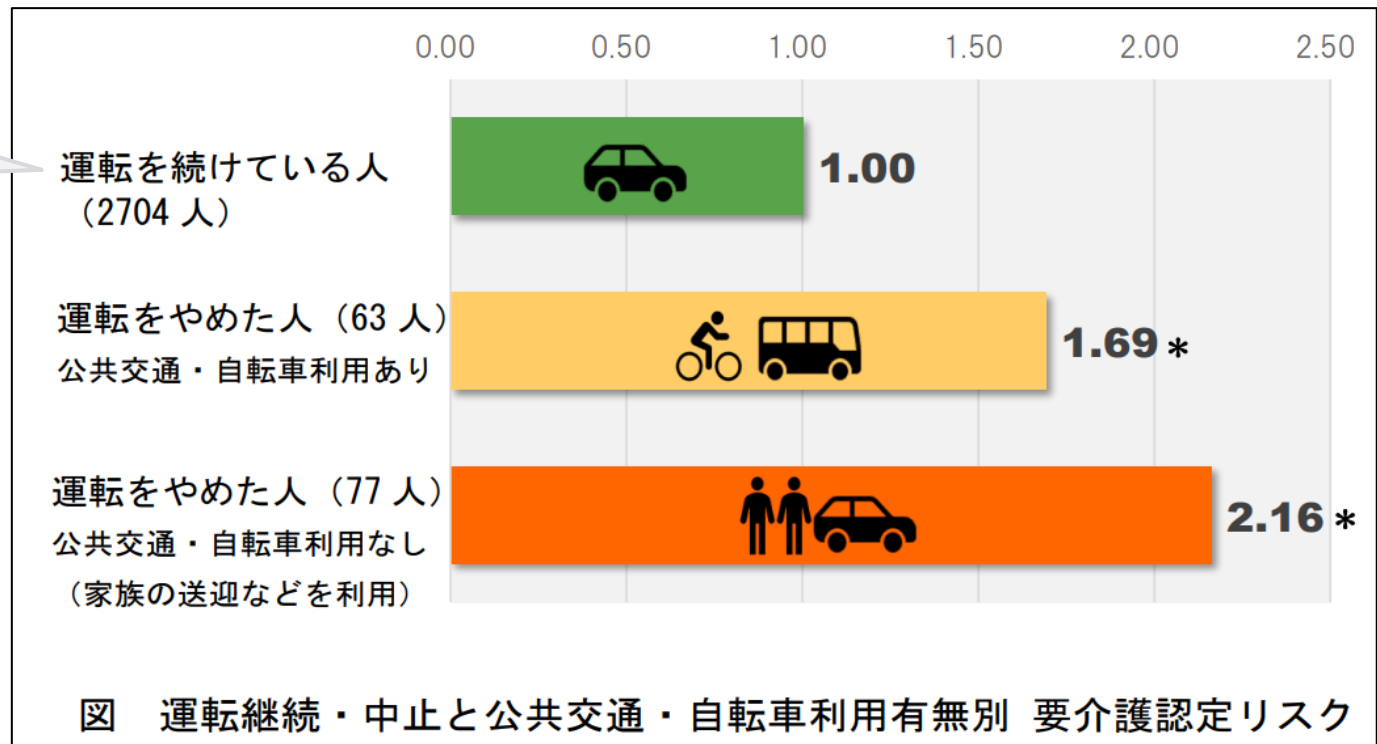 0.00 0.50 1.00 1.50 2.00 2.50
運転を続けている人
（2704 人）
1.00
運転をやめた人（63 人）
公共交通・自転車利用あり
1.69 *
運転をやめた人（77 人）
公共交通・自転車利用なし
（家族の送迎などを利用）
2.16 *
図　運転継続・中止と公共交通・自転車利用有無別 要介護認定リスク